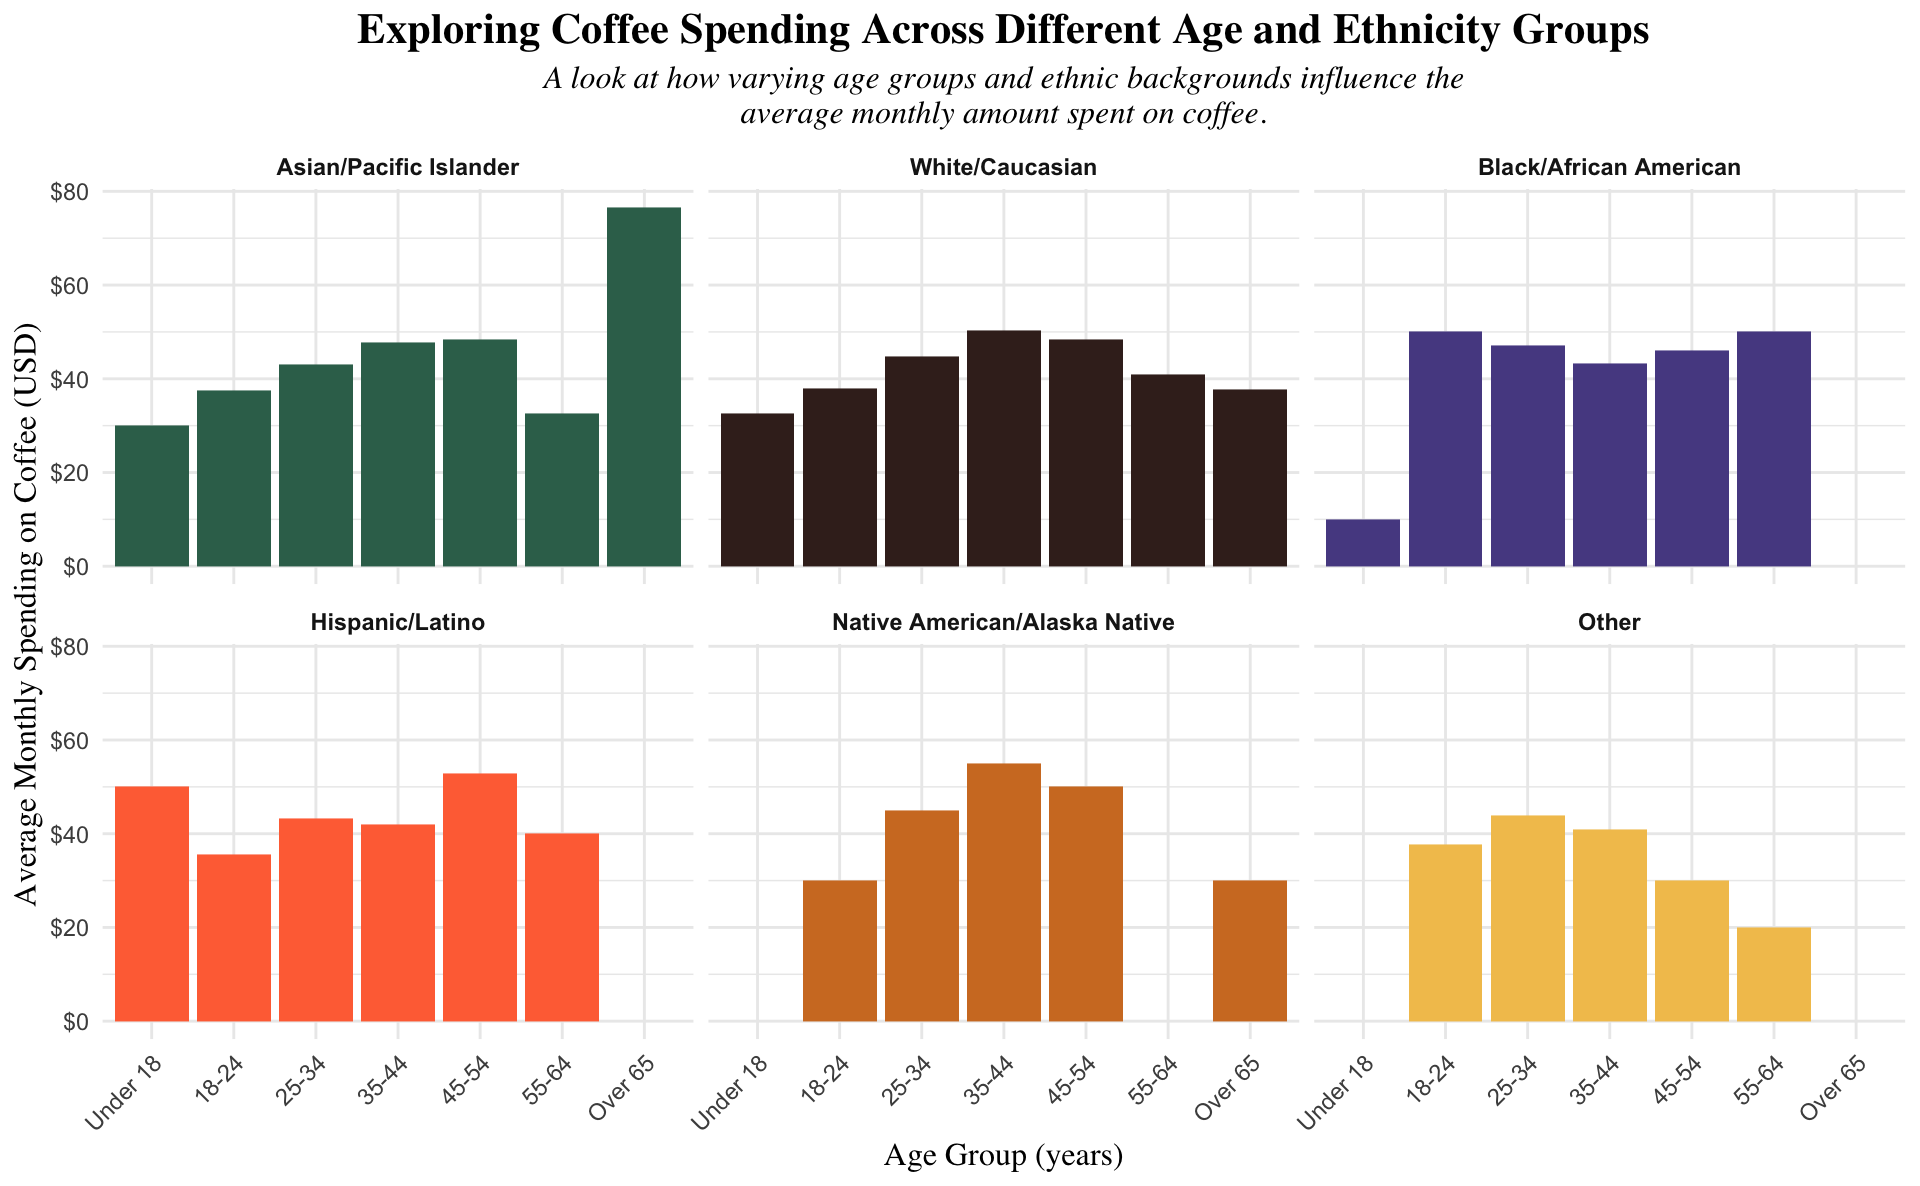 Exploring Coffee Spending Across Different Age and Ethnicity Groups
A look at how varying age groups and ethnic backgrounds influence the
average monthly amount spent on coffee.
Average Monthly Spending on Coffee (USD)
Asian/Pacific Islander
White/Caucasian
Black/African American
$80
$60
$40
$20
$0
Hispanic/Latino
Native American/Alaska Native
Other
$80
$60
$40
$20
$0
Under 18
18-24
25-34
35-44
45-54
55-64
Over 65
Under 18
18-24
25-34
35-44
45-54
55-64
Over 65
Under 18
18-24
25-34
35-44
45-54
55-64
Over 65
Age Group (years)